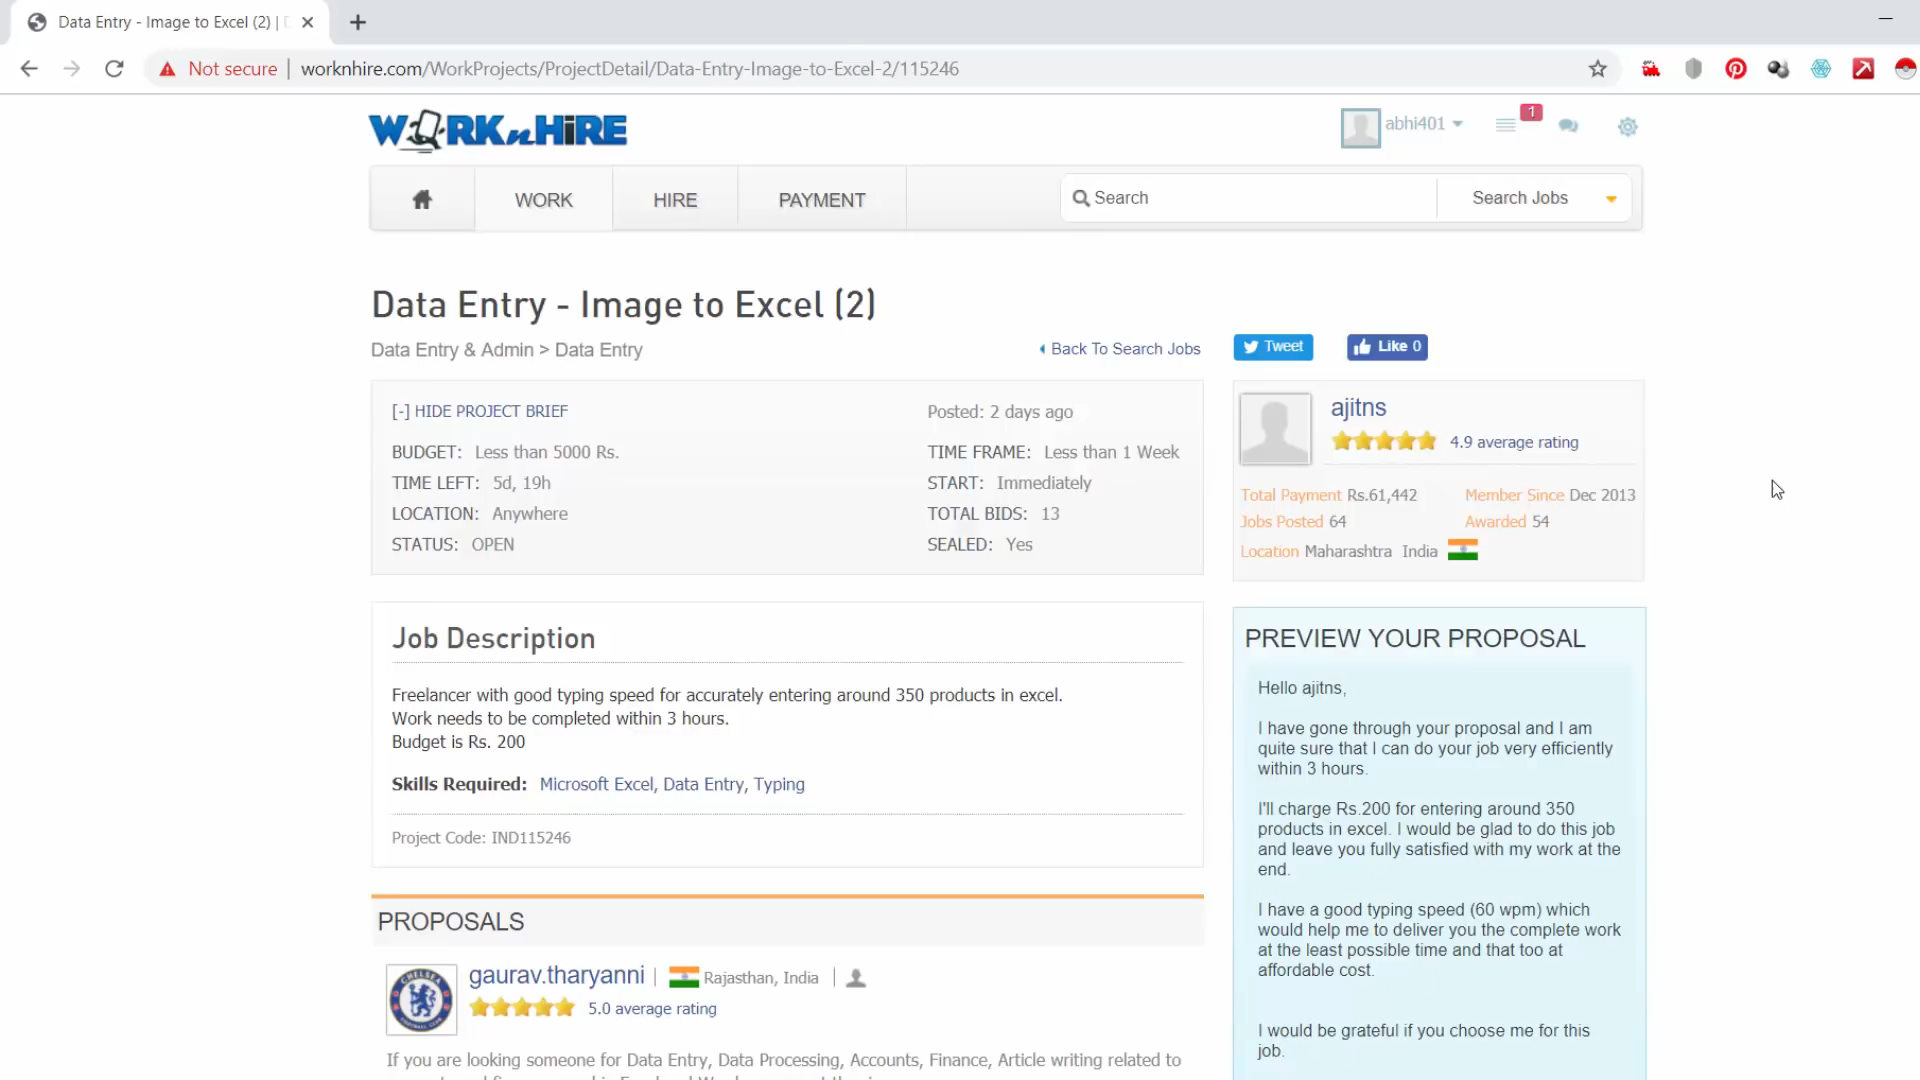 Data Entry - Image to Excel (2) |
Not secure | worknhire.com/WorkProjects/ProjectDetail/Data-Entry-Image-to-Excel-2/115246
WORKnHIRE
abhi401
1
WORK
HIRE
PAYMENT
Search
Search Jobs
Data Entry - Image to Excel (2)
Data Entry & Admin > Data Entry
Back To Search Jobs
Tweet
Like 0
[-] HIDE PROJECT BRIEF
Posted: 2 days ago
BUDGET: Less than 5000 Rs.
TIME FRAME: Less than 1 Week
TIME LEFT: 5d, 19h
START: Immediately
LOCATION: Anywhere
TOTAL BIDS: 13
STATUS: OPEN
SEALED: Yes
ajitns
4.9 average rating
Total Payment Rs.61,442
Member Since Dec 2013
Jobs Posted 64
Awarded 54
Location Maharashtra India
Job Description
Freelancer with good typing speed for accurately entering around 350 products in excel.
Work needs to be completed within 3 hours.
Budget is Rs. 200
Skills Required: Microsoft Excel, Data Entry, Typing
Project Code: IND115246
PROPOSALS
gaurav.tharyanni | Rajasthan, India |
CHELSEA
FOOTBALL CLUB
5.0 average rating
If you are looking someone for Data Entry, Data Processing, Accounts, Finance, Article writing related to
PREVIEW YOUR PROPOSAL
Hello ajitns,
I have gone through your proposal and I am
quite sure that I can do your job very efficiently
within 3 hours.
I'll charge Rs.200 for entering around 350
products in excel. I would be glad to do this job
and leave you fully satisfied with my work at the
end.
I have a good typing speed (60 wpm) which
would help me to deliver you the complete work
at the least possible time and that too at
affordable cost.
I would be grateful if you choose me for this
job.